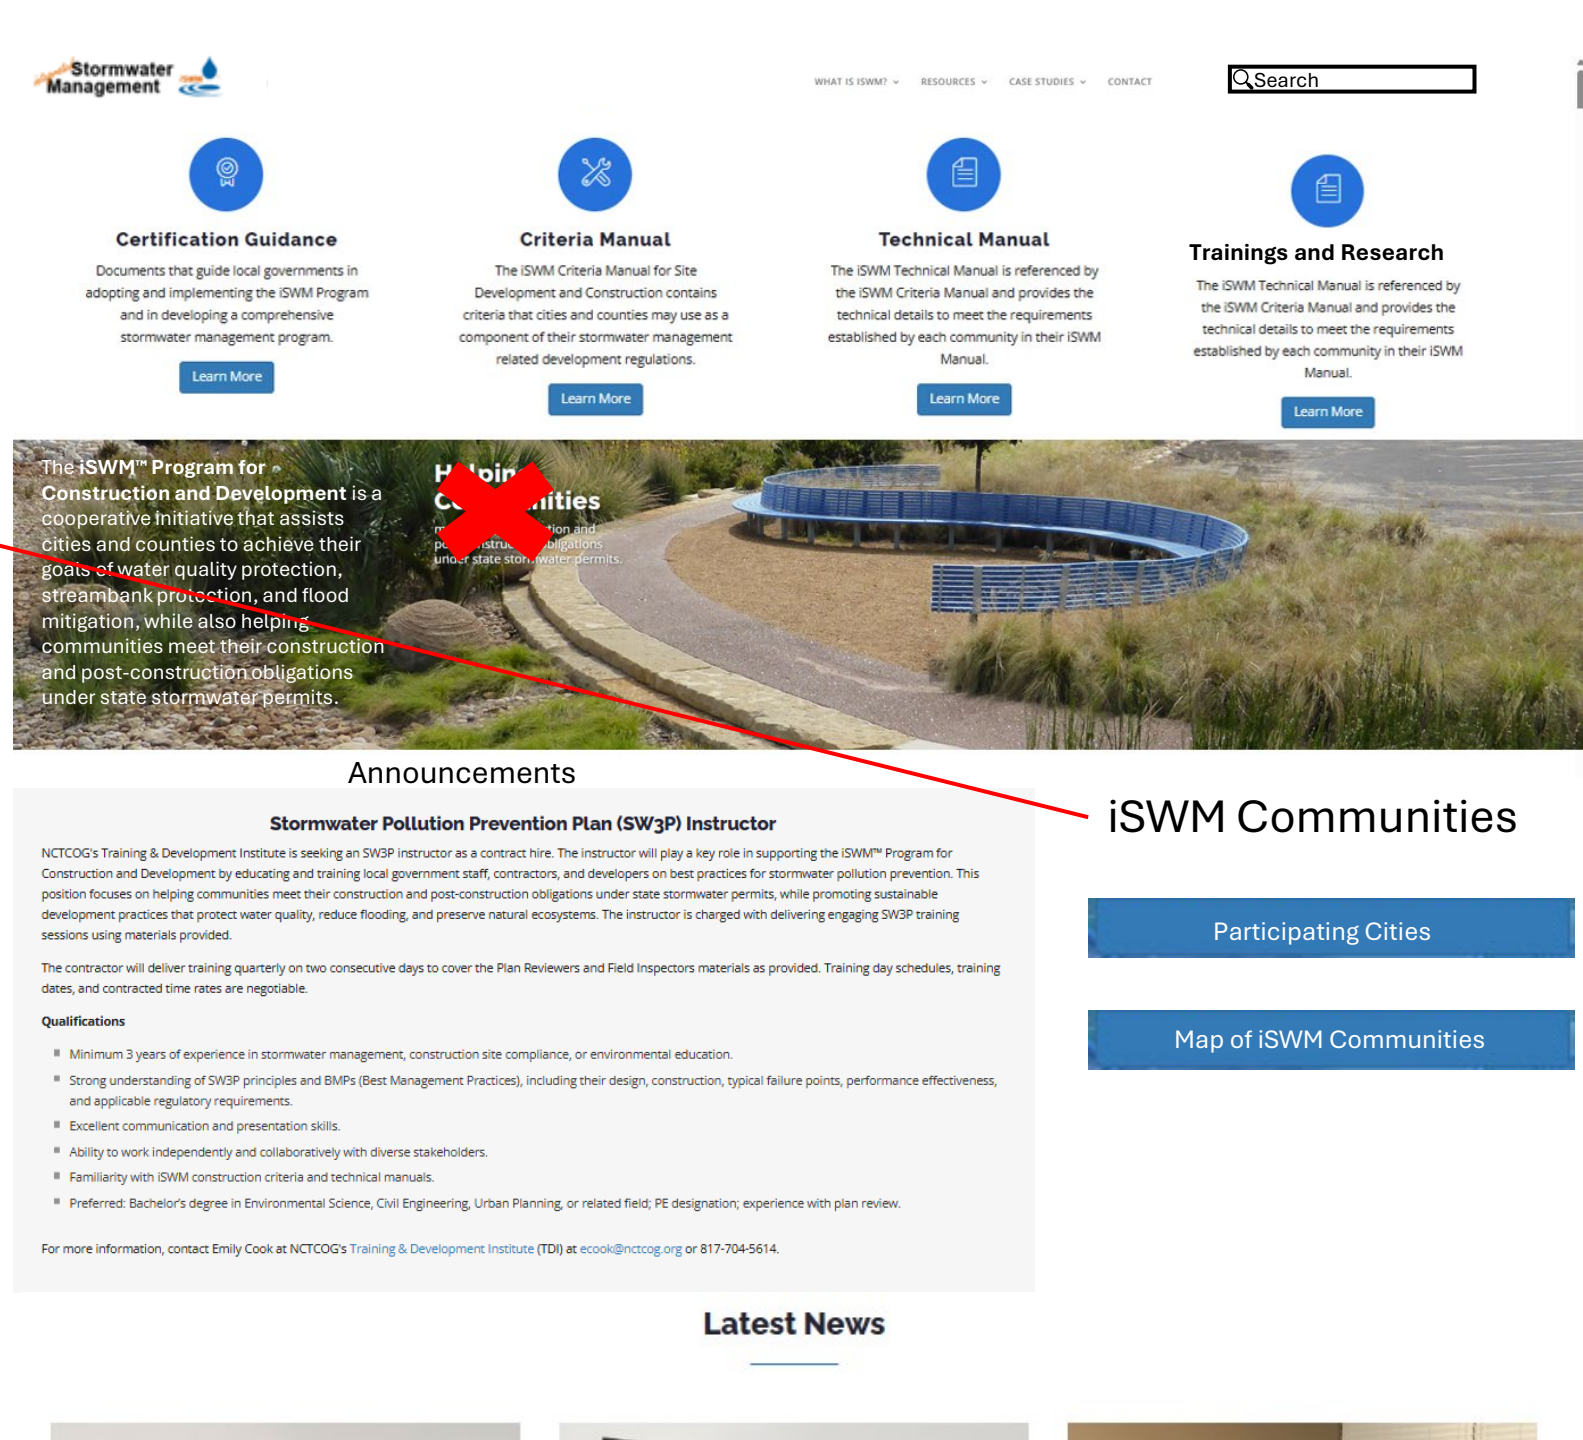 Stormwater
Management
WHAT IS ISWM?
RESOURCES
CASE STUDIES
CONTACT
Search
Certification Guidance
Documents that guide local governments in
adopting and implementing the iSWM Program
and in developing a comprehensive
stormwater management program.
Learn More
Criteria Manual
The iSWM Criteria Manual for Site
Development and Construction contains
criteria that cities and counties may use as a
component of their stormwater management
related development regulations.
Learn More
Technical Manual
The iSWM Technical Manual is referenced by
the iSWM Criteria Manual and provides the
technical details to meet the requirements
established by each community in their iSWM
Manual.
Learn More
Trainings and Research
The iSWM Technical Manual is referenced by
the iSWM Criteria Manual and provides the
technical details to meet the requirements
established by each community in their iSWM
Manual.
Learn More
The iSWM™ Program for
Construction and Development is a
cooperative initiative that assists
cities and counties to achieve their
goals of water quality protection,
streambank protection, and flood
mitigation, while also helping
communities meet their construction
and post-construction obligations
under state stormwater permits.
Helping
Communities
and
obligations
under state stormwater permits.
Announcements
Stormwater Pollution Prevention Plan (SW3P) Instructor
NCTCOG's Training & Development Institute is seeking an SW3P instructor as a contract hire. The instructor will play a key role in supporting the iSWM™ Program for
Construction and Development by educating and training local government staff, contractors, and developers on best practices for stormwater pollution prevention. This
position focuses on helping communities meet their construction and post-construction obligations under state stormwater permits, while promoting sustainable
development practices that protect water quality, reduce flooding, and preserve natural ecosystems. The instructor is charged with delivering engaging SW3P training
sessions using materials provided.
The contractor will deliver training quarterly on two consecutive days to cover the Plan Reviewers and Field Inspectors materials as provided. Training day schedules, training
dates, and contracted time rates are negotiable.
Qualifications
Minimum 3 years of experience in stormwater management, construction site compliance, or environmental education.
Strong understanding of SW3P principles and BMPs (Best Management Practices), including their design, construction, typical failure points, performance effectiveness,
and applicable regulatory requirements.
Excellent communication and presentation skills.
Ability to work independently and collaboratively with diverse stakeholders.
Familiarity with iSWM construction criteria and technical manuals.
Preferred: Bachelor's degree in Environmental Science, Civil Engineering, Urban Planning, or related field; PE designation; experience with plan review.
For more information, contact Emily Cook at NCTCOG's Training & Development Institute (TDI) at ecook@nctcog.org or 817-704-5614.
iSWM Communities
Participating Cities
Map of iSWM Communities
Latest News